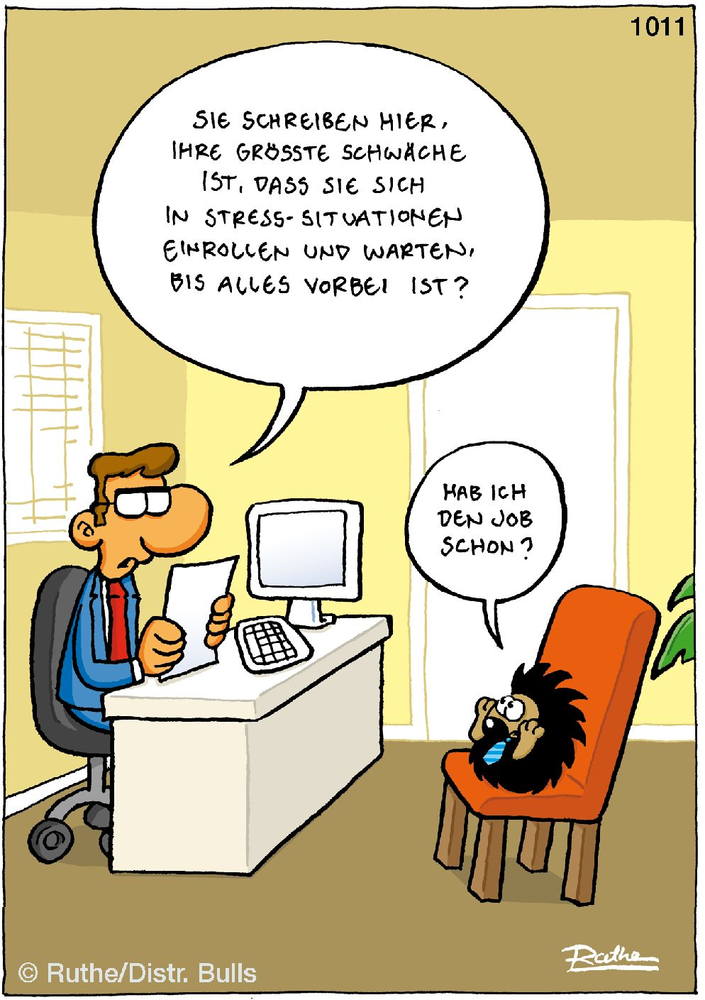 1011
SIE SCHREIBEN HIER,
IHRE GRÖSSTE SCHWÄCHE
IST, DASS SIE SICH
IN STRESS-SITUATIONEN
EINROLLEN UND WARTEN,
BIS ALLES VORBEI IST?
HAB ICH
DEN JOB
SCHON?
Ruthe
© Ruthe/Distr. Bulls